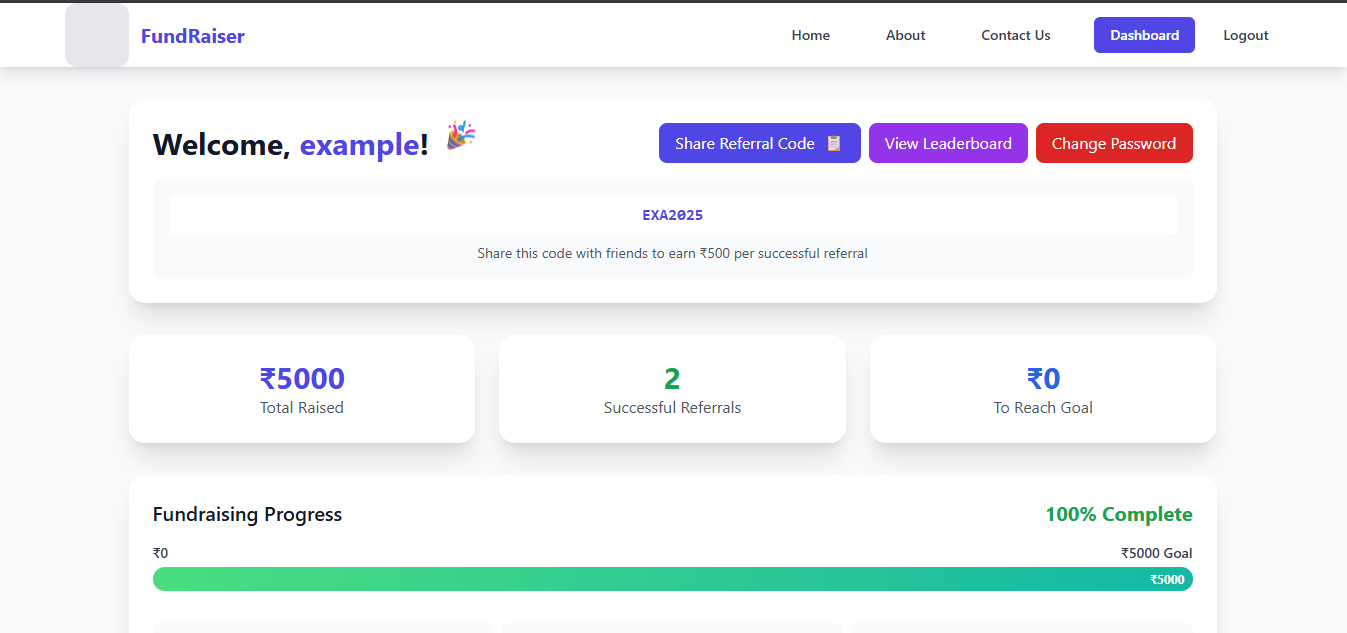 FundRaiser
Home About Contact Us Dashboard Logout
Welcome, example! 🎉
Share Referral Code 📋 View Leaderboard Change Password
EXA2025
Share this code with friends to earn ₹500 per successful referral
₹5000
Total Raised
2
Successful Referrals
₹0
To Reach Goal
Fundraising Progress 100% Complete
₹0 ₹5000 Goal
₹5000